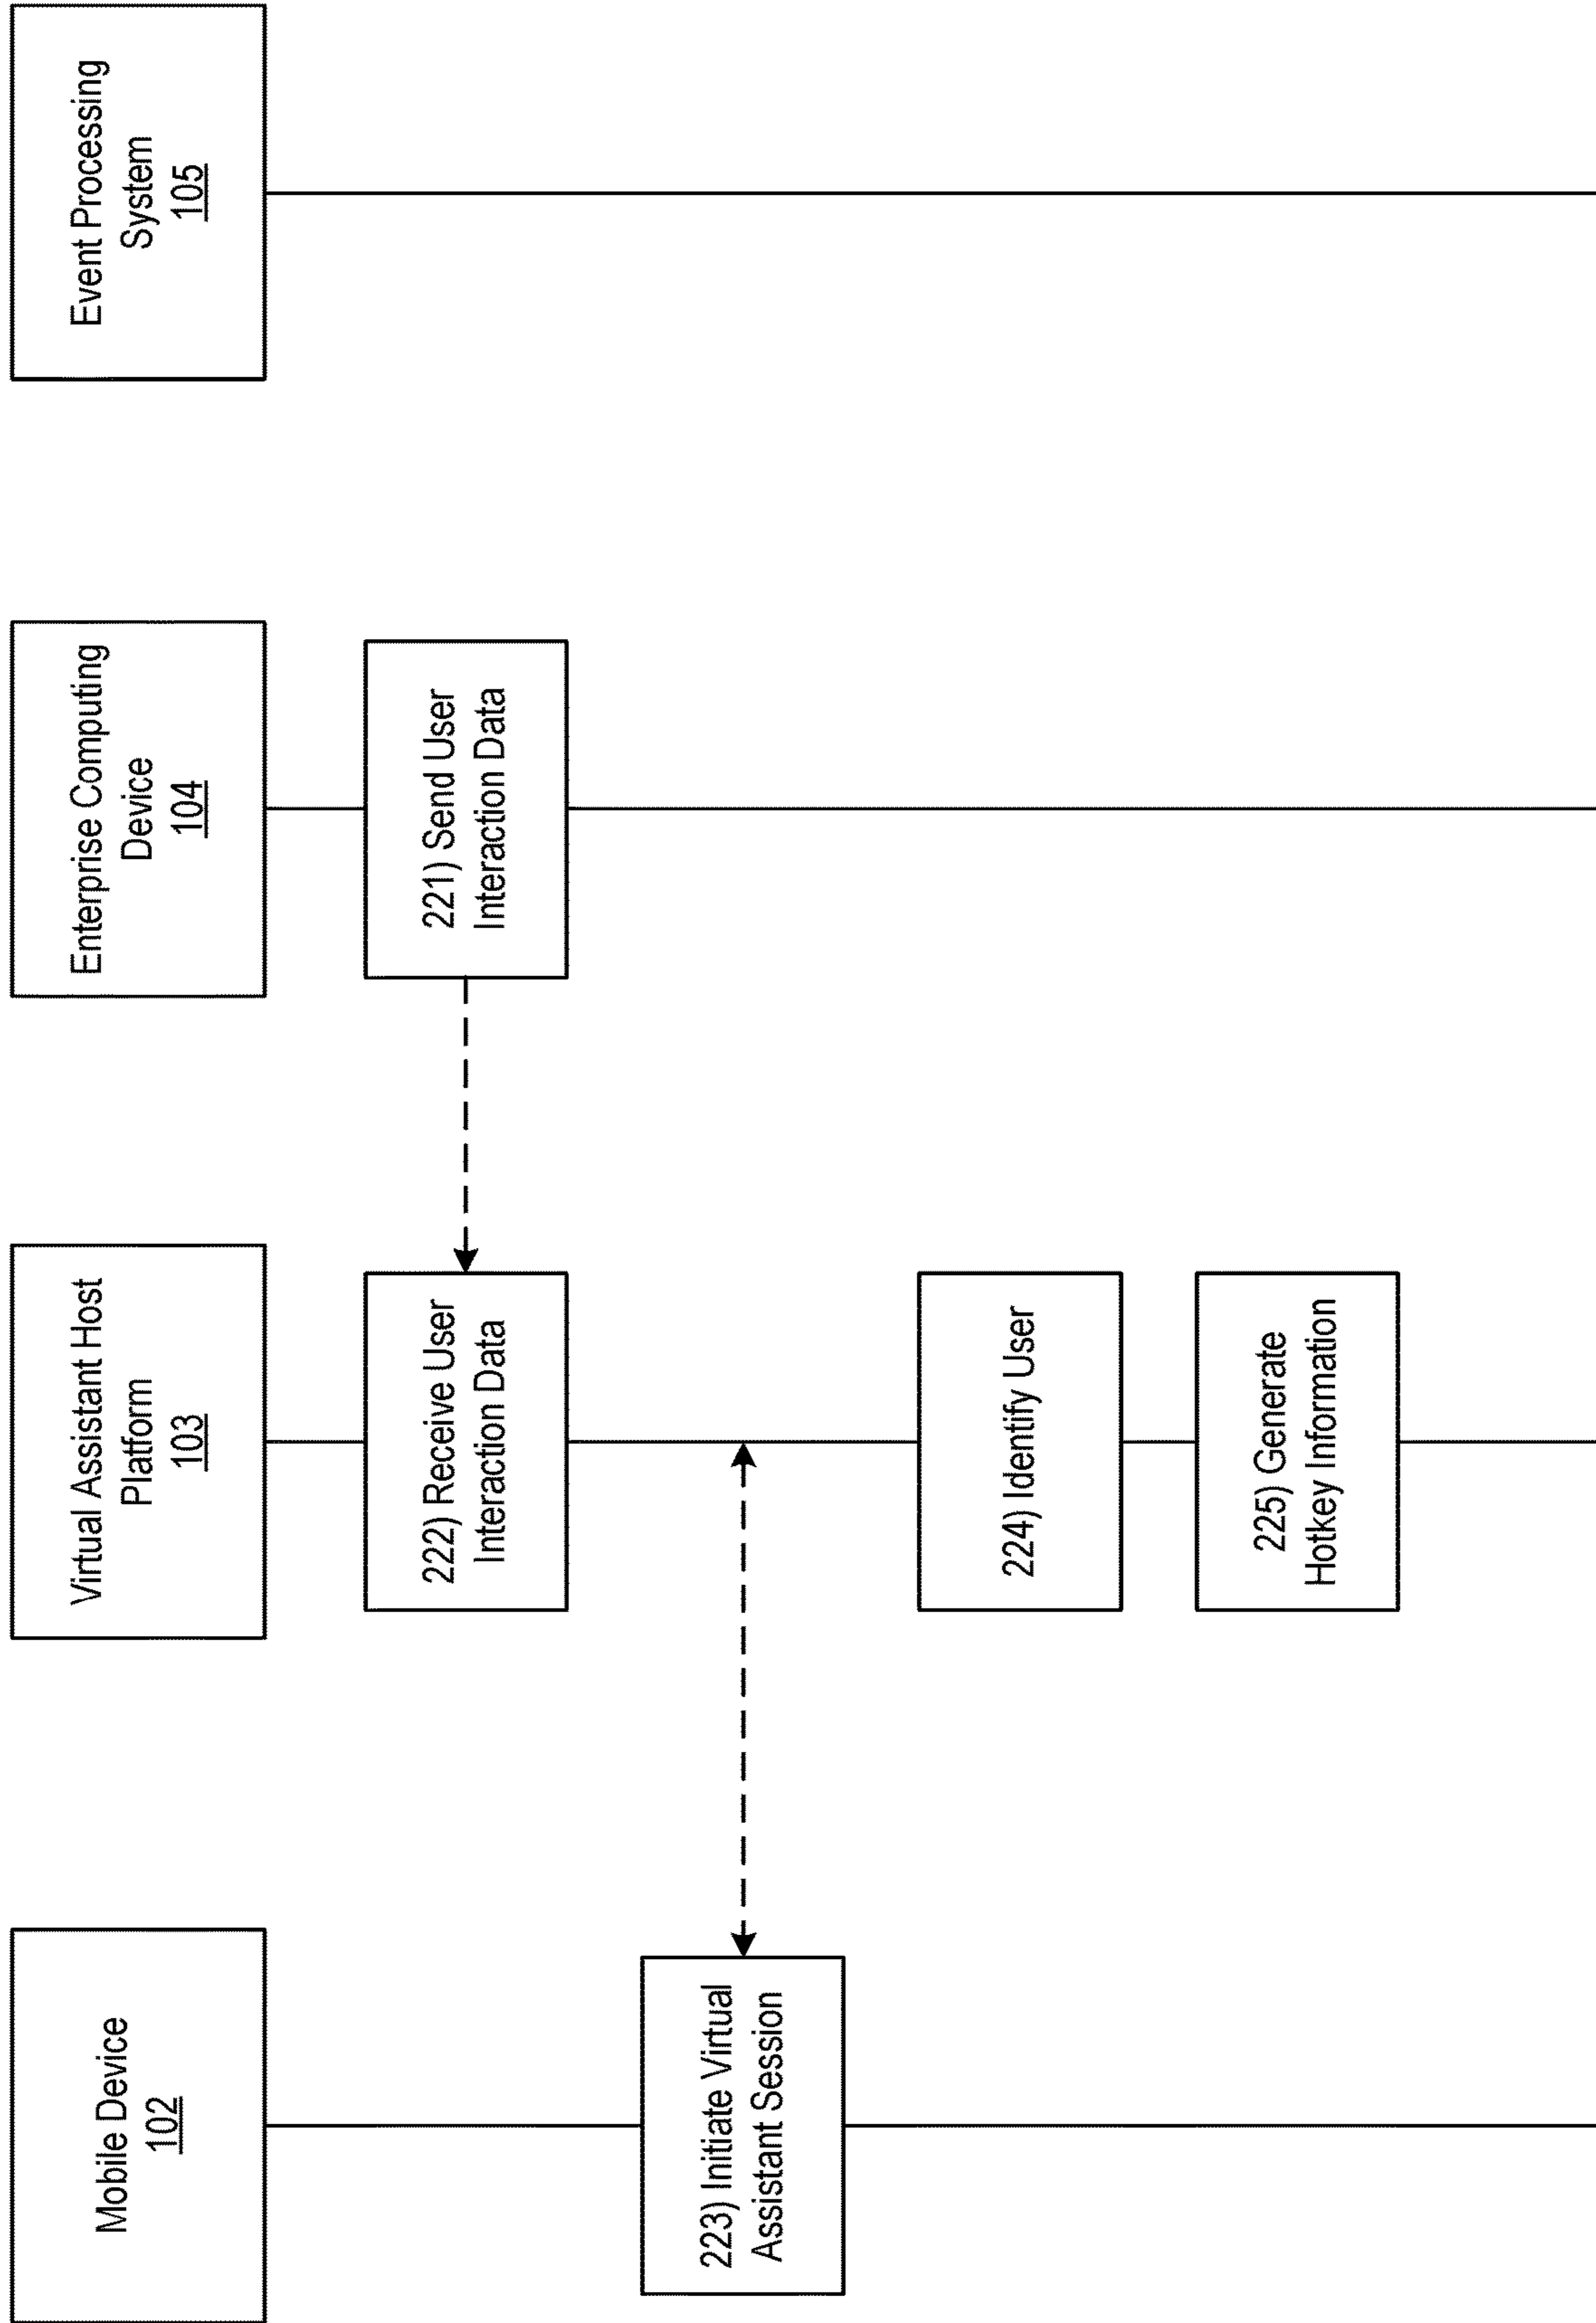 Mobile Device
102
Virtual Assistant Host
Platform
103
Enterprise Computing
Device
104
Event Processing
System
105
221) Send User
Interaction Data
222) Receive User
Interaction Data
223) Initiate Virtual
Assistant Session
224) Identify User
225) Generate
Hotkey Information